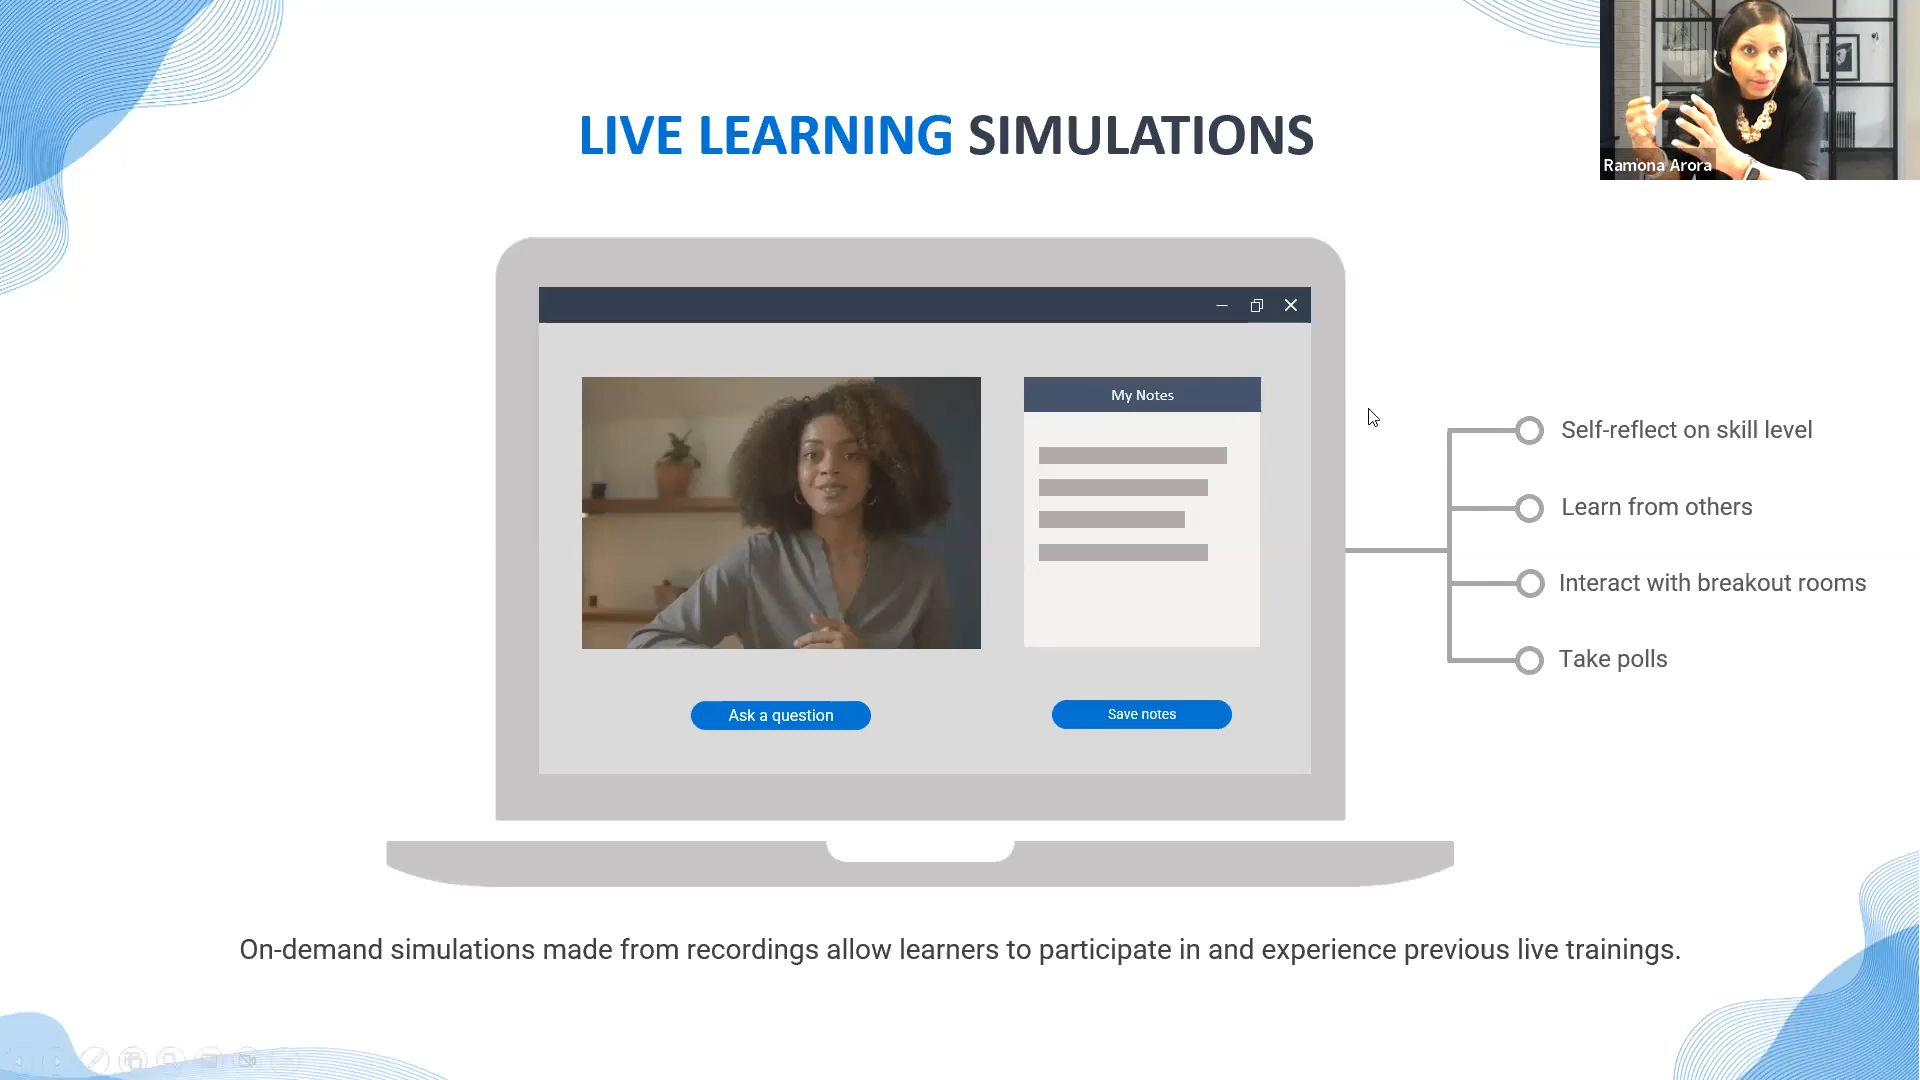 LIVE LEARNING SIMULATIONS
Ramona Arora
My Notes
Self-reflect on skill level
Learn from others
Interact with breakout rooms
Take polls
Ask a question
Save notes
On-demand simulations made from recordings allow learners to participate in and experience previous live trainings.